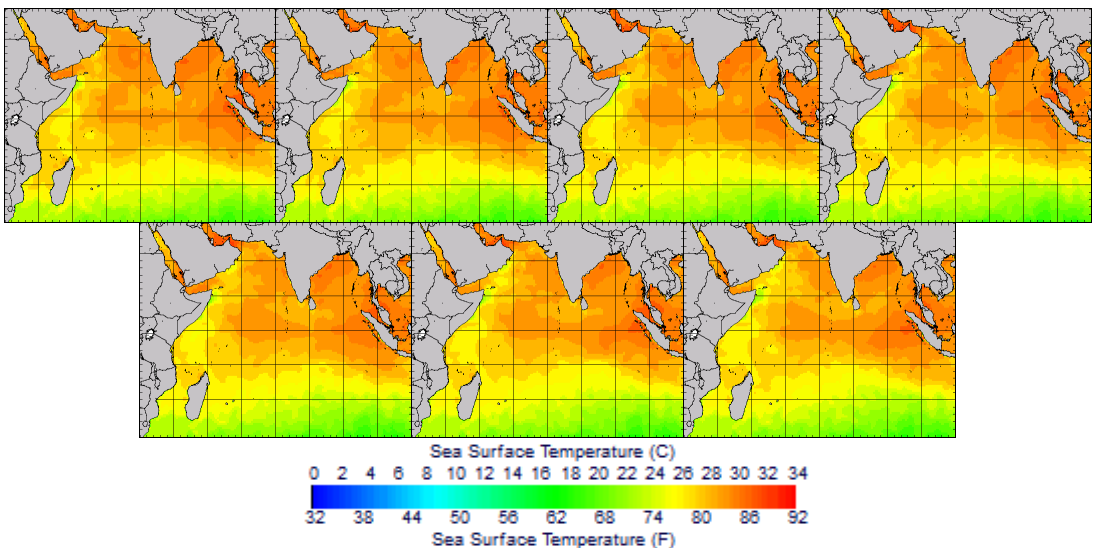 Sea Surface Temperature (C)
0 2 4 6 8 10 12 14 16 18 20 22 24 26 28 30 32 34
32 38 44 50 56 62 68 74 80 86 92
Sea Surface Temperature (F)